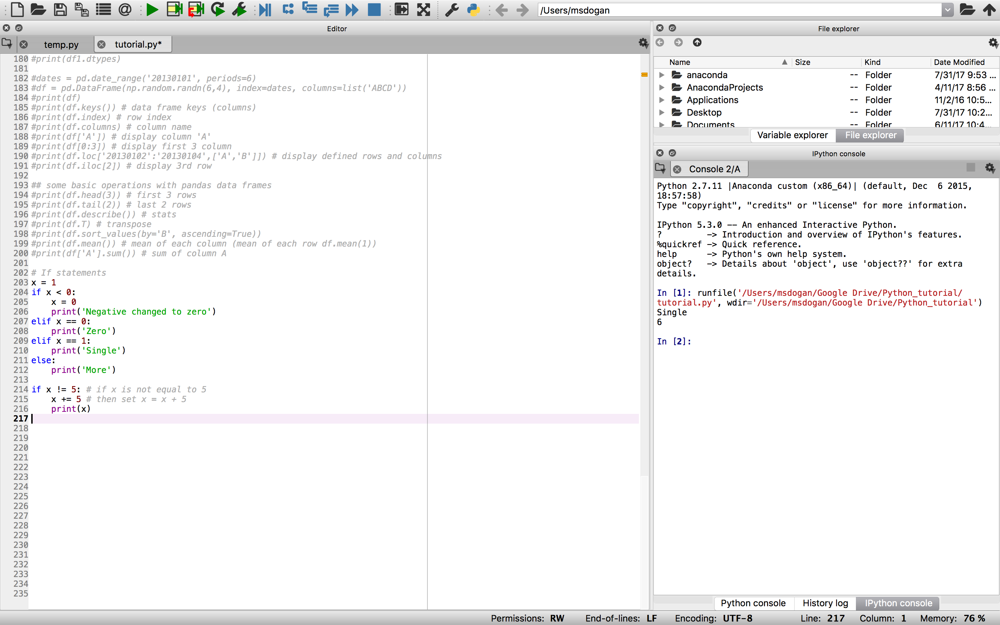 /Users/msdogan
Editor
temp.py
tutorial.py*
180 #print(df1.dtypes)
181
182 #dates = pd.date_range('20130101', periods=6)
183 #df = pd.DataFrame(np.random.randn(6,4), index=dates, columns=list('ABCD'))
184 #print(df)
185 #print(df.keys()) # data frame keys (columns)
186 #print(df.index) # row index
187 #print(df.columns) # column name
188 #print(df['A']) # display column 'A'
189 #print(df[0:3]) # display first 3 column
190 #print(df.loc['20130102':'20130104',['A','B']]) # display defined rows and columns
191 #print(df.iloc[2]) # display 3rd row
192
193 ## some basic operations with pandas data frames
194 #print(df.head(3)) # first 3 rows
195 #print(df.tail(2)) # last 2 rows
196 #print(df.describe()) # stats
197 #print(df.T) # transpose
198 #print(df.sort_values(by='B', ascending=True))
199 #print(df.mean()) # mean of each column (mean of each row df.mean(1))
200 #print(df['A'].sum()) # sum of column A
201
202 # If statements
203 x = 1
204 if x < 0:
205     x = 0
206     print('Negative changed to zero')
207 elif x == 0:
208     print('Zero')
209 elif x == 1:
210     print('Single')
211 else:
212     print('More')
213
214 if x != 5: # if x is not equal to 5
215     x += 5 # then set x = x + 5
216     print(x)
217
218
219
220
221
222
223
224
225
226
227
228
229
230
231
232
233
234
235
File explorer
Name Size Kind Date Modified
anaconda -- Folder 7/31/17 9:53 ...
AnacondaProjects -- Folder 4/11/17 8:56 ...
Applications -- Folder 11/2/16 10:5...
Desktop -- Folder 7/31/17 10:2...
Documents -- Folder 6/11/17 10:4...
Variable explorer File explorer
IPython console
Console 2/A
Python 2.7.11 |Anaconda custom (x86_64)| (default, Dec  6 2015,
18:57:58)
Type "copyright", "credits" or "license" for more information.
IPython 5.3.0 -- An enhanced Interactive Python.
?         -> Introduction and overview of IPython's features.
%quickref -> Quick reference.
help      -> Python's own help system.
object?   -> Details about 'object', use 'object??' for extra
details.
In [1]: runfile('/Users/msdogan/Google Drive/Python_tutorial/
tutorial.py', wdir='/Users/msdogan/Google Drive/Python_tutorial')
Single
6
In [2]:
Python console History log IPython console
Permissions: RW End-of-lines: LF Encoding: UTF-8 Line: 217 Column: 1 Memory: 76 %